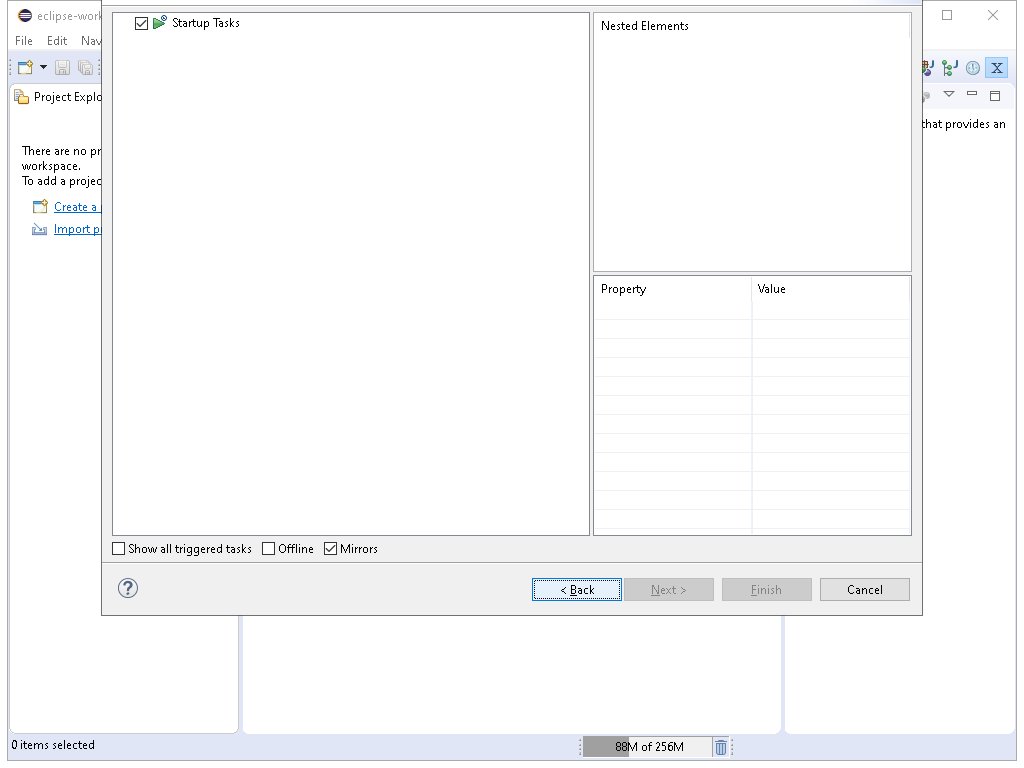 eclipse-work
File Edit Nav
Project Explo
There are no pr
workspace.
To add a projec
Create a
Import pr
Startup Tasks
Nested Elements
Property Value
Show all triggered tasks Offline Mirrors
?
< Back Next > Finish Cancel
X
that provides an
0 items selected
88M of 256M